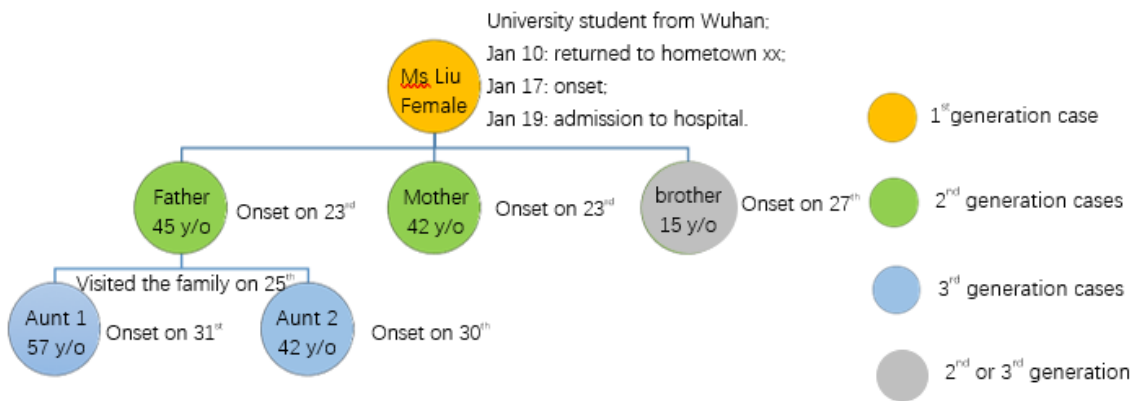 University student from Wuhan;
Jan 10: returned to hometown xx;
Jan 17: onset;
Jan 19: admission to hospital.
Ms Liu
Female
1st generation case
Father
45 y/o
Onset on 23rd
Mother
42 y/o
Onset on 23rd
brother
15 y/o
Onset on 27th
2nd generation cases
Visited the family on 25th
Aunt 1
57 y/o
Onset on 31st
Aunt 2
42 y/o
Onset on 30th
3rd generation cases
2nd or 3rd generation